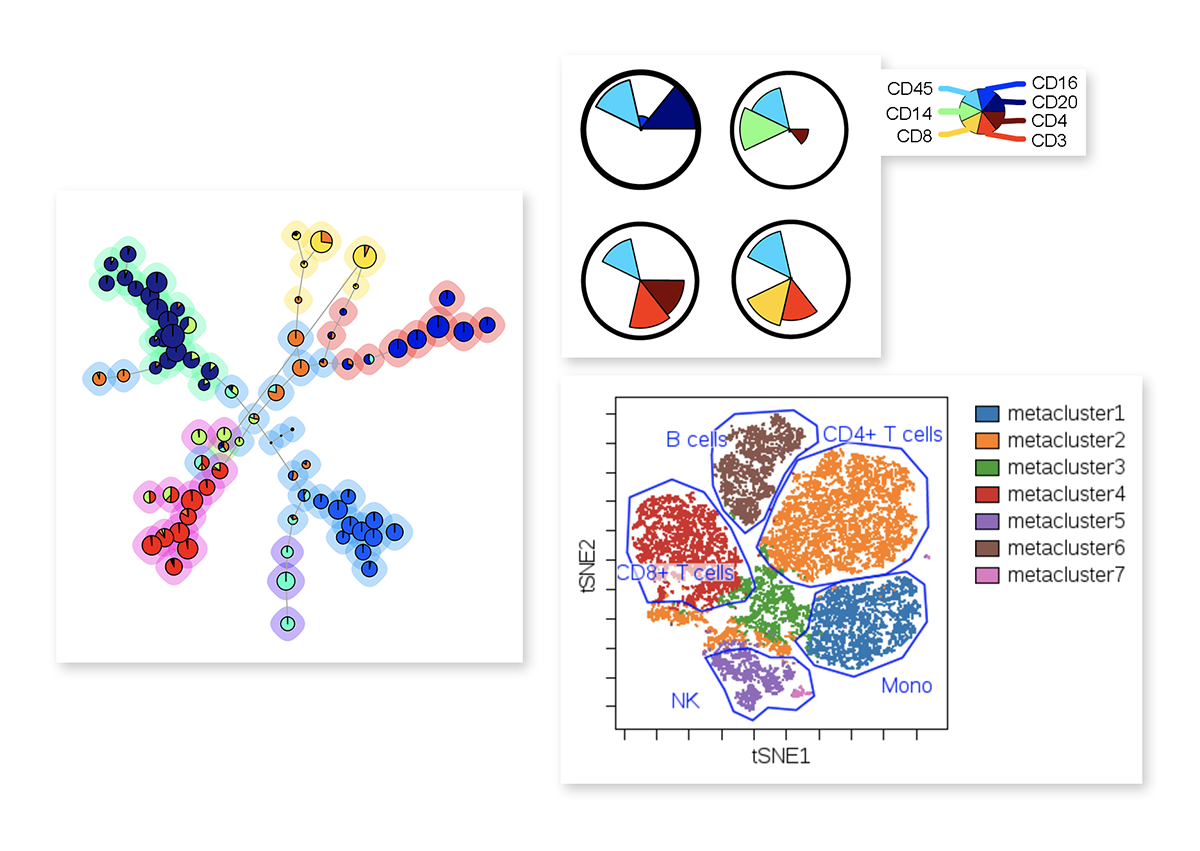 CD45
CD14
CD8
CD16
CD20
CD4
CD3
B cells
CD4+ T cells
CD8+ T cells
NK
Mono
tSNE2
tSNE1
metacluster1
metacluster2
metacluster3
metacluster4
metacluster5
metacluster6
metacluster7